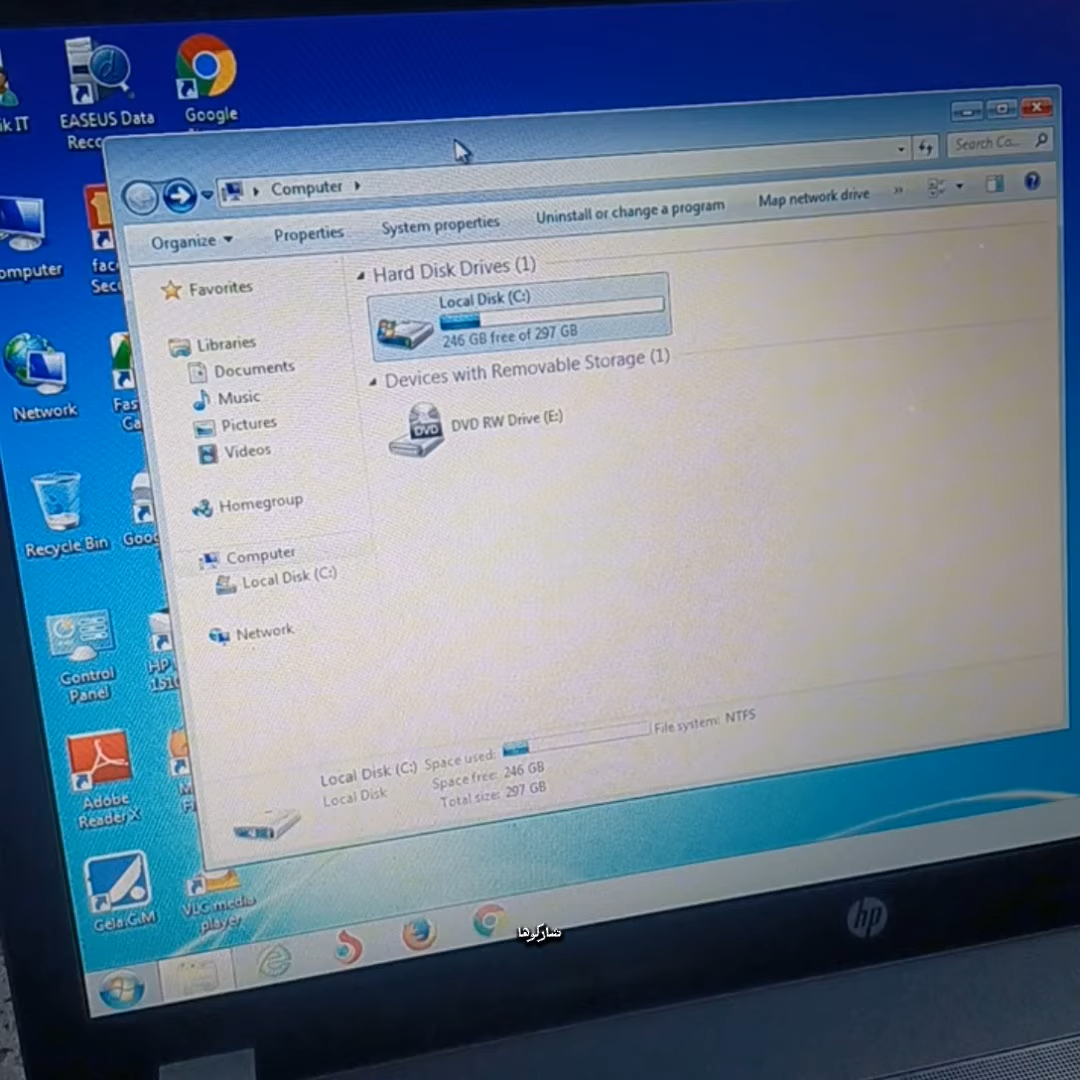 EASEUS Data
Google
Search Co...
Computer
Organize
Properties
System properties
Uninstall or change a program
Map network drive
»
Favorites
Libraries
Documents
Music
Pictures
Videos
Homegroup
Computer
Local Disk (C:)
Network
Hard Disk Drives (1)
Local Disk (C:)
246 GB free of 297 GB
Devices with Removable Storage (1)
DVD
DVD RW Drive (E:)
Local Disk (C:) Space used: File system: NTFS
Local Disk Space free: 246 GB
Total size: 297 GB
Network
Recycle Bin
Control
Panel
Adobe
Reader X
Gela.G.M
VLC media
player
شاركوها
hp